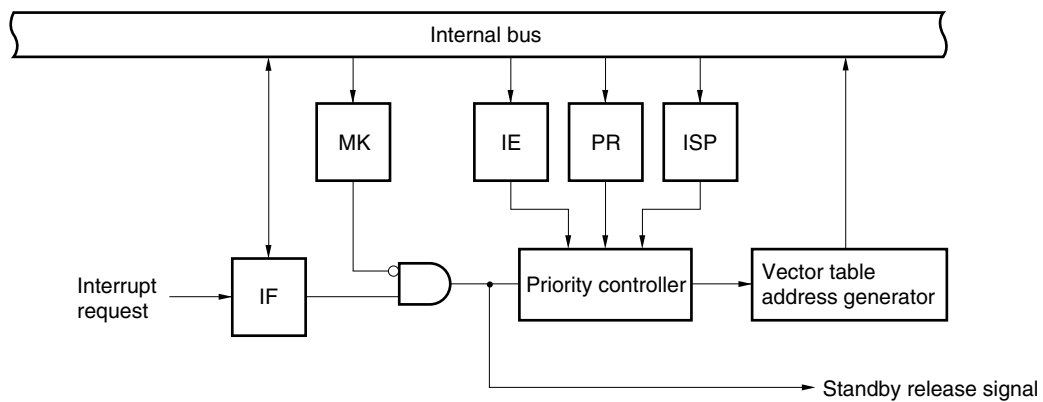 Internal bus
MK
IE
PR
ISP
Interrupt
request
IF
Priority controller
Vector table
address generator
Standby release signal